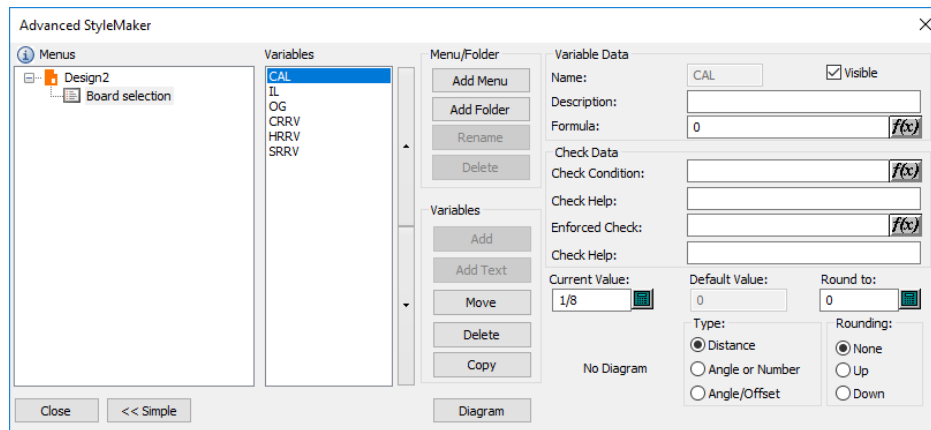 Advanced StyleMaker
Menus
Design2
Board selection
Variables
CAL
IL
OG
CRRV
HRRV
SRRV
Menu/Folder
Add Menu
Add Folder
Rename
Delete
Variables
Add
Add Text
Move
Delete
Copy
Diagram
Variable Data
Name: CAL Visible
Description:
Formula: 0 f(x)
Check Data
Check Condition: f(x)
Check Help:
Enforced Check: f(x)
Check Help:
Current Value: Default Value: Round to:
1/8 0 0
No Diagram
Type:
Distance
Angle or Number
Angle/Offset
Rounding:
None
Up
Down
Close << Simple